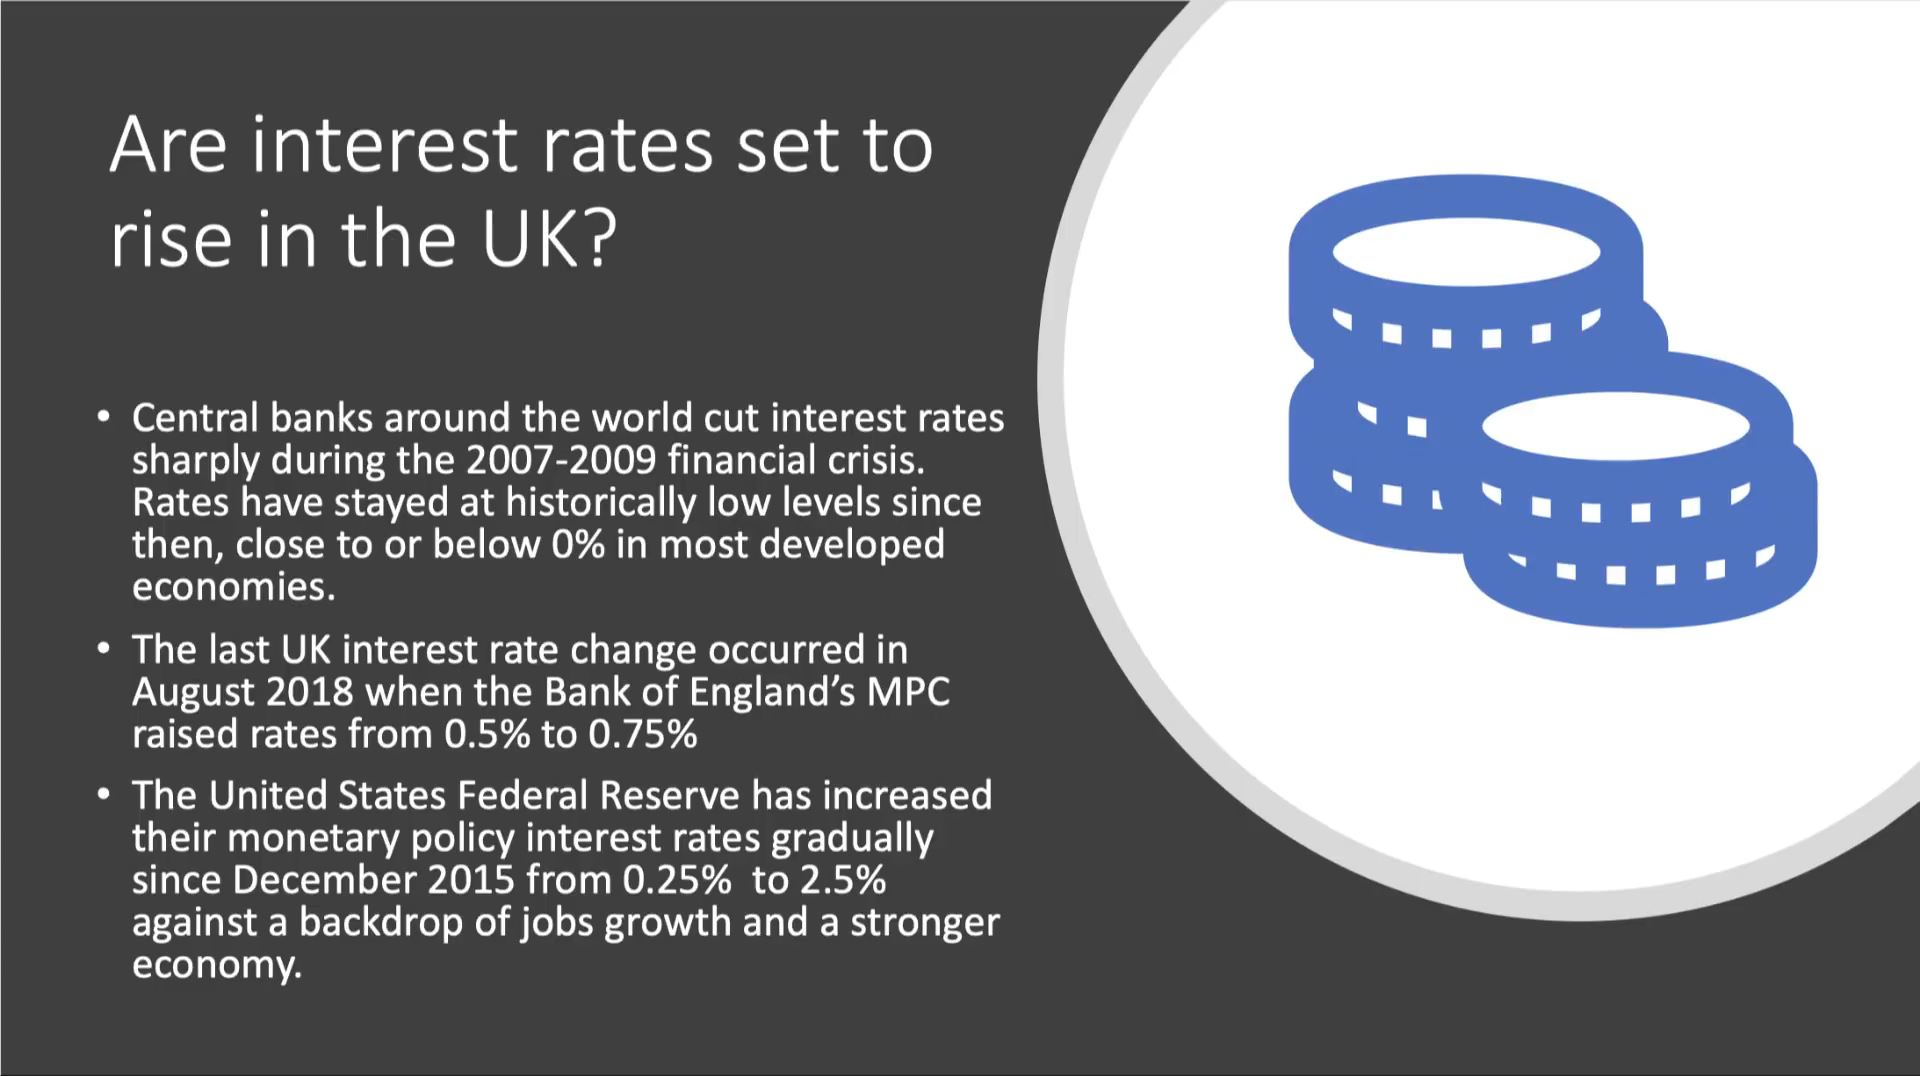 Are interest rates set to
rise in the UK?
• Central banks around the world cut interest rates
sharply during the 2007-2009 financial crisis.
Rates have stayed at historically low levels since
then, close to or below 0% in most developed
economies.
• The last UK interest rate change occurred in
August 2018 when the Bank of England’s MPC
raised rates from 0.5% to 0.75%
• The United States Federal Reserve has increased
their monetary policy interest rates gradually
since December 2015 from 0.25%  to 2.5%
against a backdrop of jobs growth and a stronger
economy.